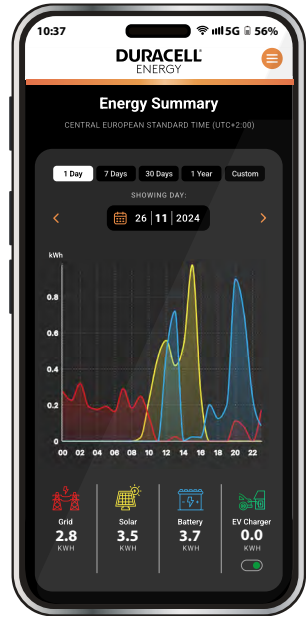 10:37
5G 56%
DURACELL
ENERGY
Energy Summary
CENTRAL EUROPEAN STANDARD TIME (UTC+2:00)
1 Day 7 Days 30 Days 1 Year Custom
SHOWING DAY:
26 | 11 | 2024
kWh
0.8
0.6
0.4
0.2
0
00 02 04 06 08 10 12 14 16 18 20 22
Grid Solar Battery EV Charger
2.8 3.5 3.7 0.0
KWH KWH KWH KWH